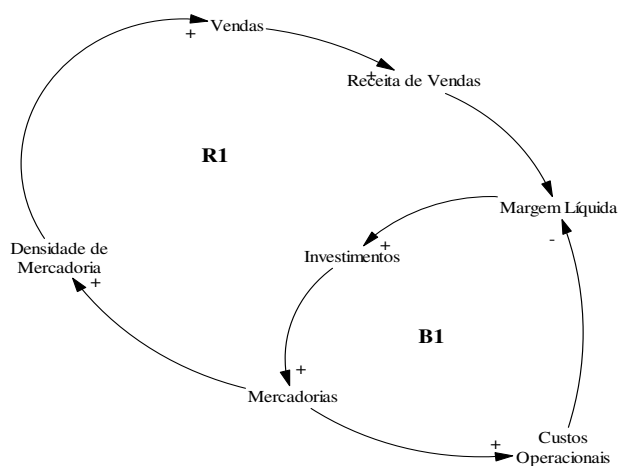 Vendas
+
+
Receita de Vendas
R1
Margem Líquida
-
Densidade de
Mercadoria
+
+
Investimentos
B1
+
Mercadorias
+
Custos
Operacionais